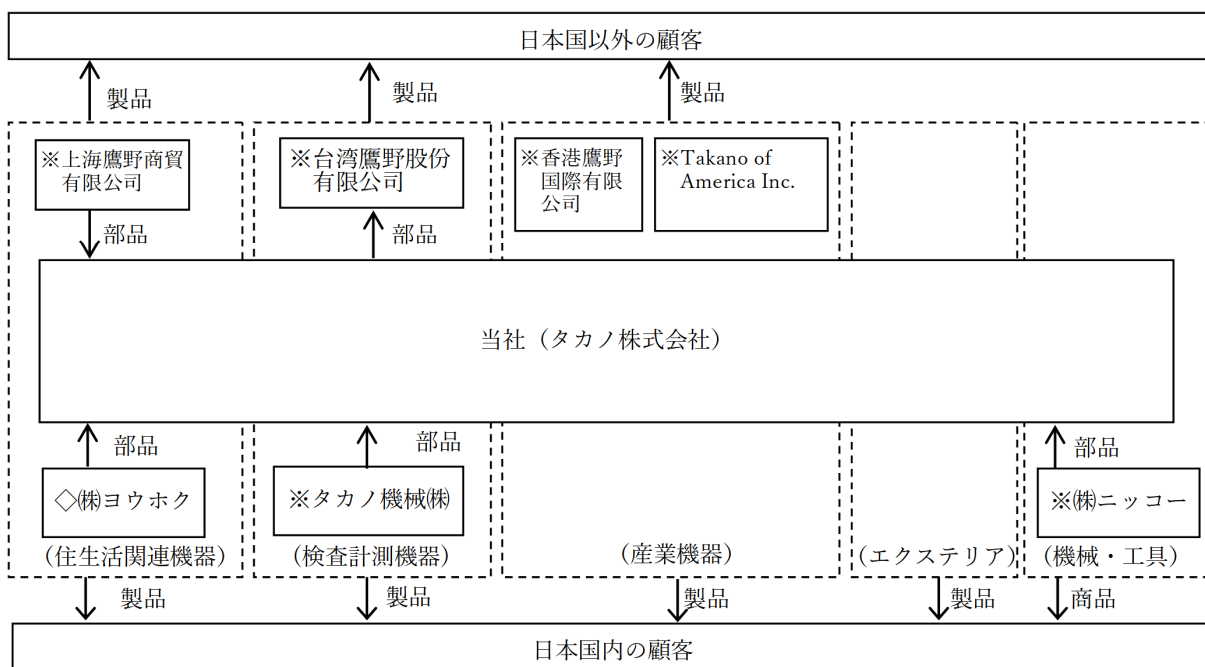 日本国以外の顧客
製品
製品
製品
※上海鷹野商貿
有限公司
※台湾鷹野股份
有限公司
※香港鷹野
国際有限
公司
※Takano of
America Inc.
部品
部品
当社（タカノ株式会社）
部品
部品
部品
◇㈱ヨウホク
※タカノ機械㈱
※㈱ニッコー
（住生活関連機器）
（検査計測機器）
（産業機器）
（エクステリア）
（機械・工具）
製品
製品
製品
製品
商品
日本国内の顧客